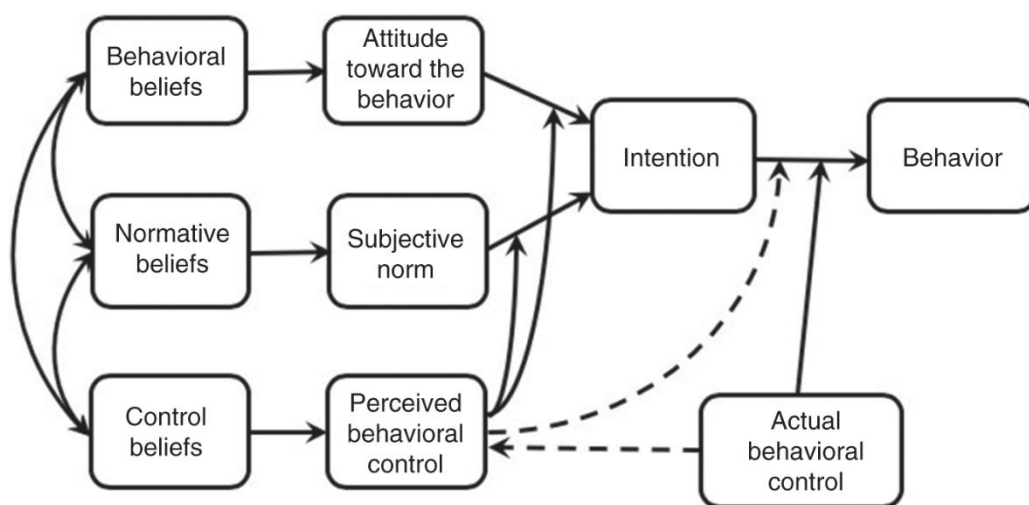 Behavioral
beliefs
Attitude
toward the
behavior
Intention
Behavior
Normative
beliefs
Subjective
norm
Control
beliefs
Perceived
behavioral
control
Actual
behavioral
control